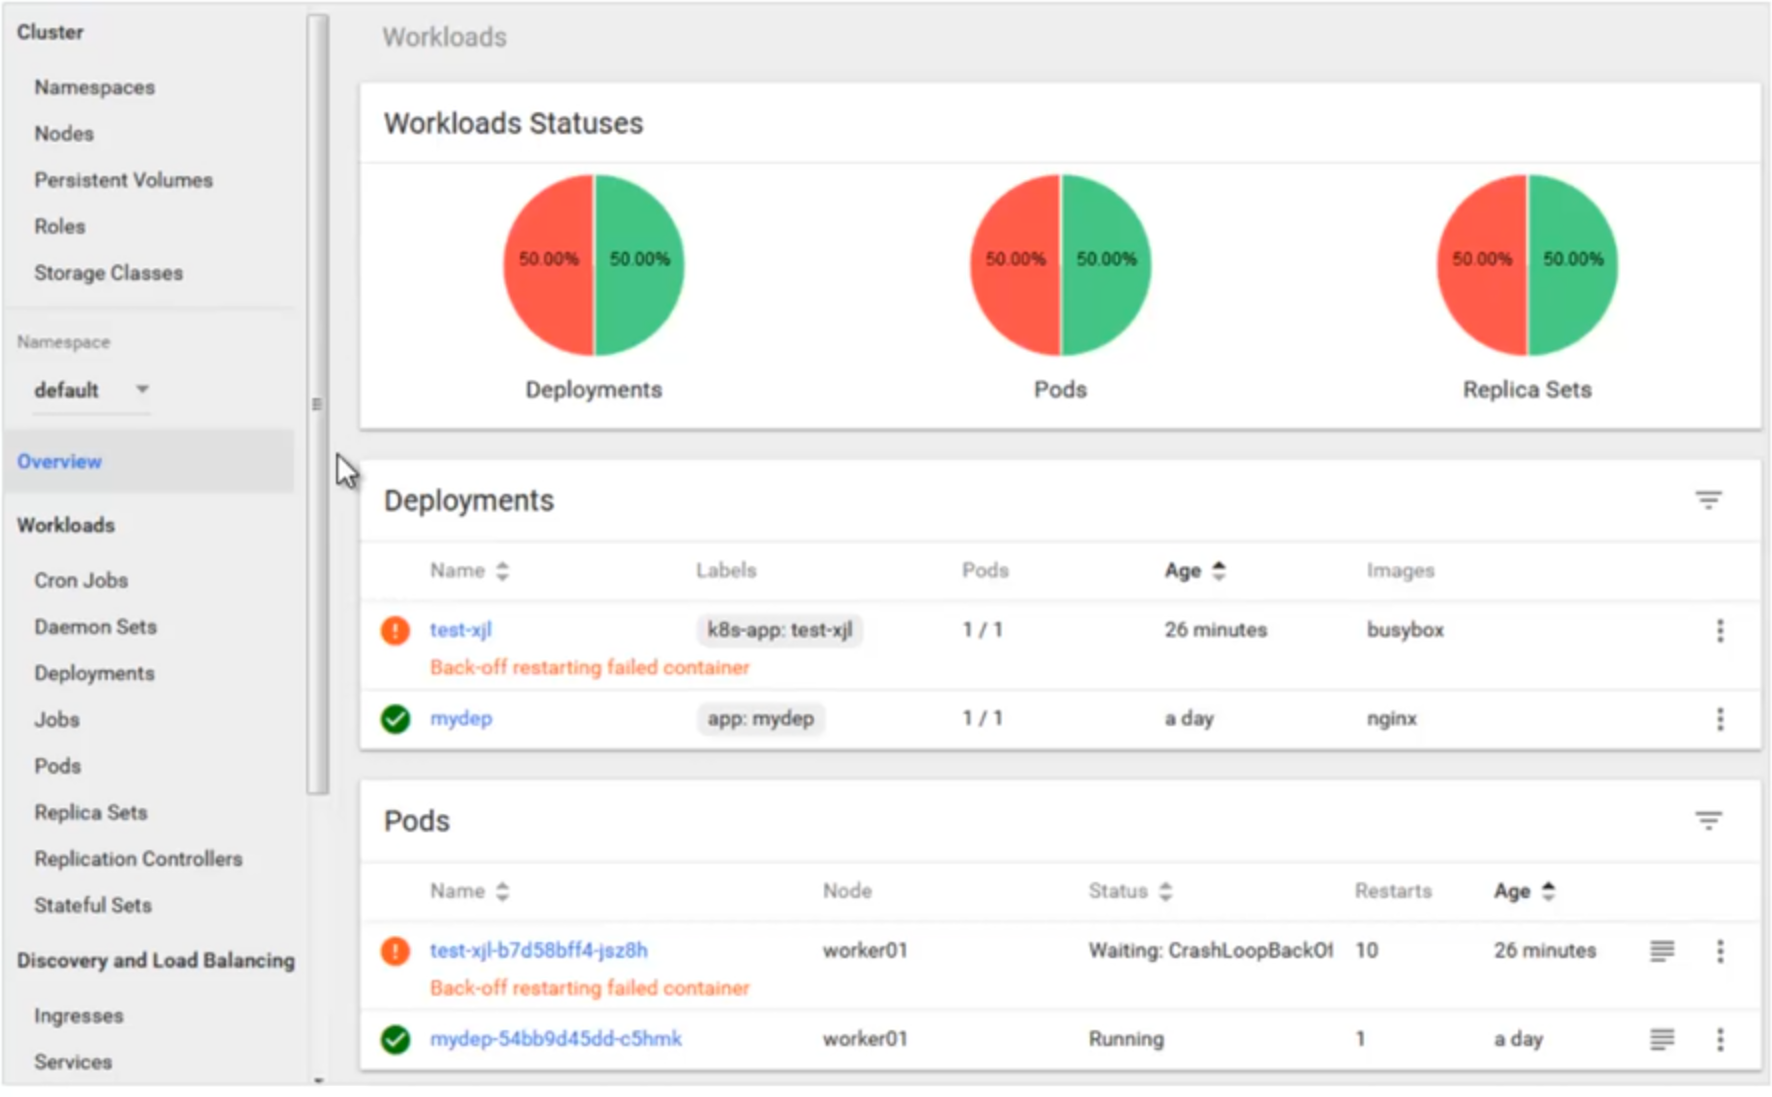 Cluster
Namespaces
Nodes
Persistent Volumes
Roles
Storage Classes
Namespace
default
Overview
Workloads
Cron Jobs
Daemon Sets
Deployments
Jobs
Pods
Replica Sets
Replication Controllers
Stateful Sets
Discovery and Load Balancing
Ingresses
Services
Workloads
Workloads Statuses
50.00% 50.00% 50.00% 50.00% 50.00% 50.00%
Deployments Pods Replica Sets
Deployments
Name Labels Pods Age Images
test-xjl k8s-app: test-xjl 1 / 1 26 minutes busybox
Back-off restarting failed container
mydep app: mydep 1 / 1 a day nginx
Pods
Name Node Status Restarts Age
test-xjl-b7d58bff4-jsz8h worker01 Waiting: CrashLoopBackOf 10 26 minutes
Back-off restarting failed container
mydep-54bb9d45dd-c5hmk worker01 Running 1 a day